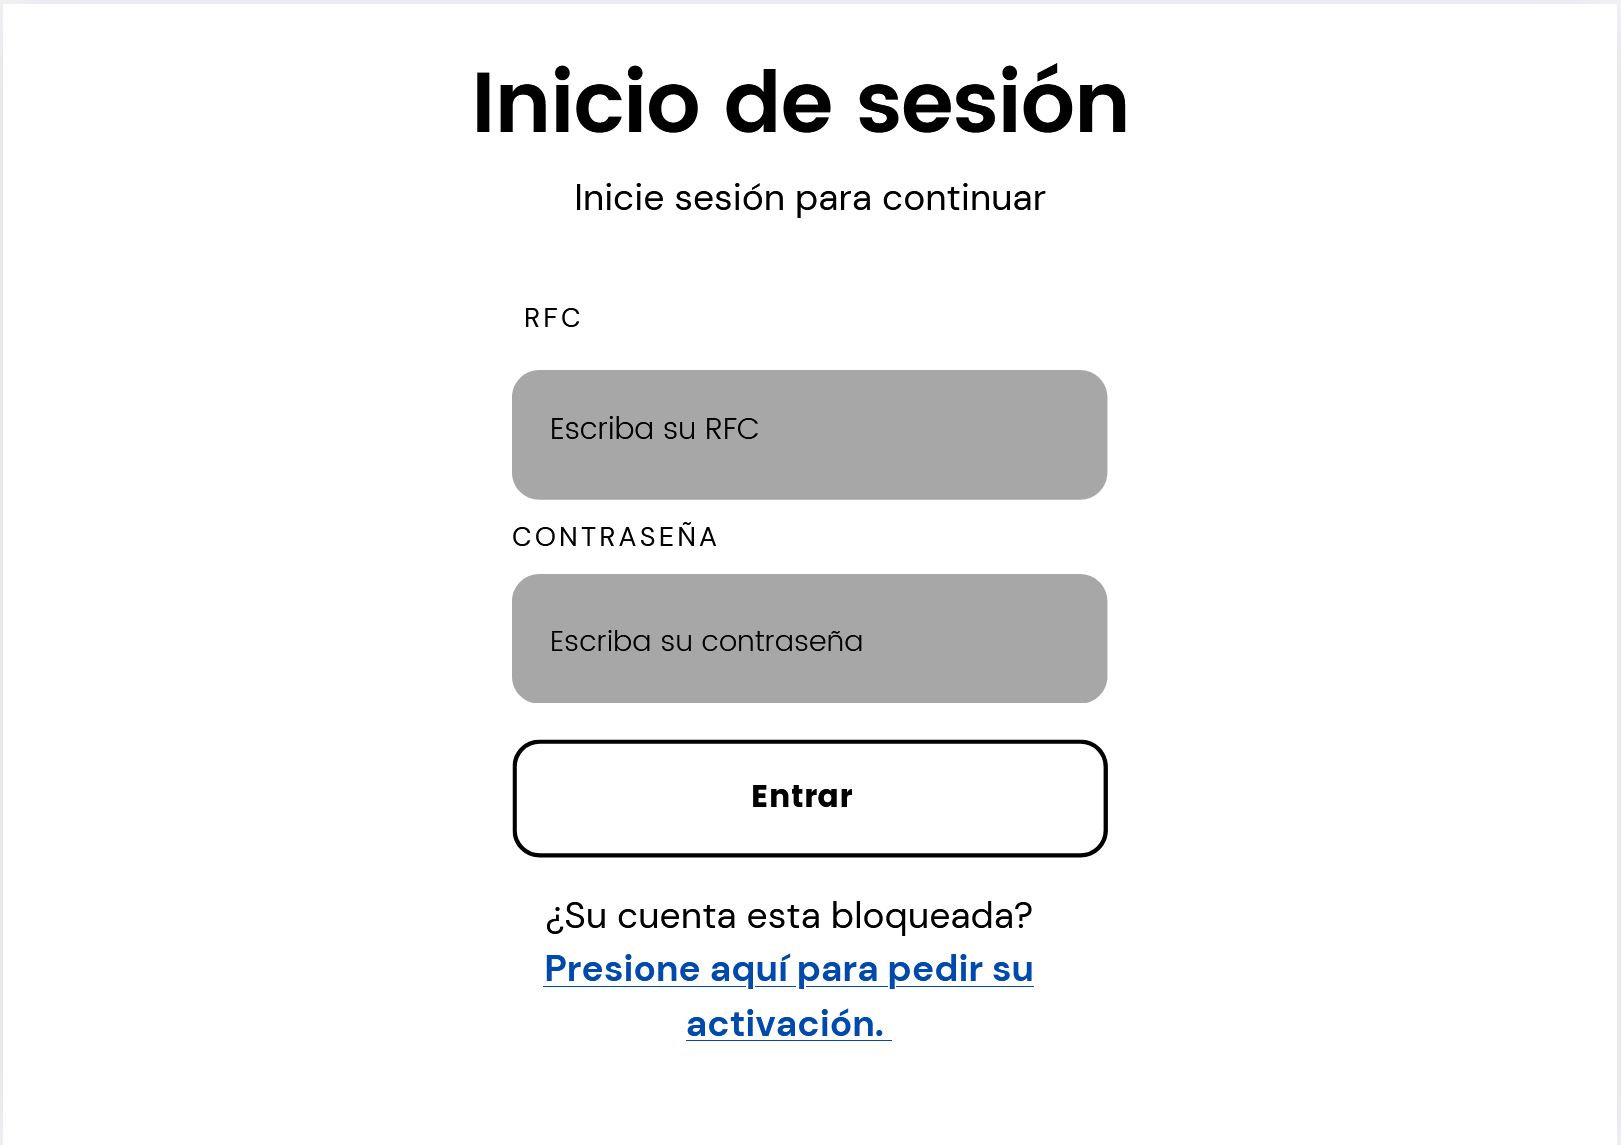 Inicio de sesión
Inicie sesión para continuar
RFC
Escriba su RFC
CONTRASEÑA
Escriba su contraseña
Entrar
¿Su cuenta esta bloqueada?
Presione aquí para pedir su
activación.